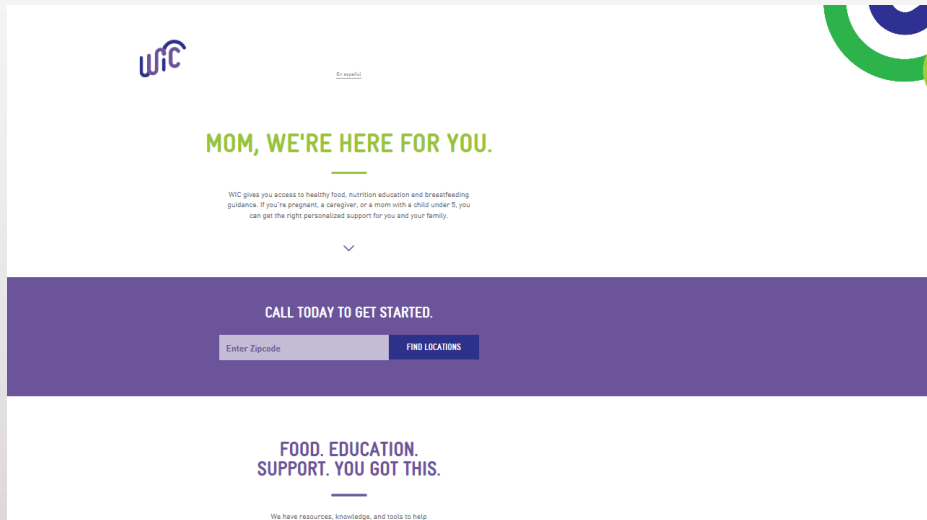 WiC
En español
MOM, WE'RE HERE FOR YOU.
WIC gives you access to healthy food, nutrition education and breastfeeding
guidance. If you're pregnant, a caregiver, or a mom with a child under 5, you
can get the right personalized support for you and your family.
CALL TODAY TO GET STARTED.
Enter Zipcode
FIND LOCATIONS
FOOD. EDUCATION.
SUPPORT. YOU GOT THIS.
We have resources, knowledge, and tools to help